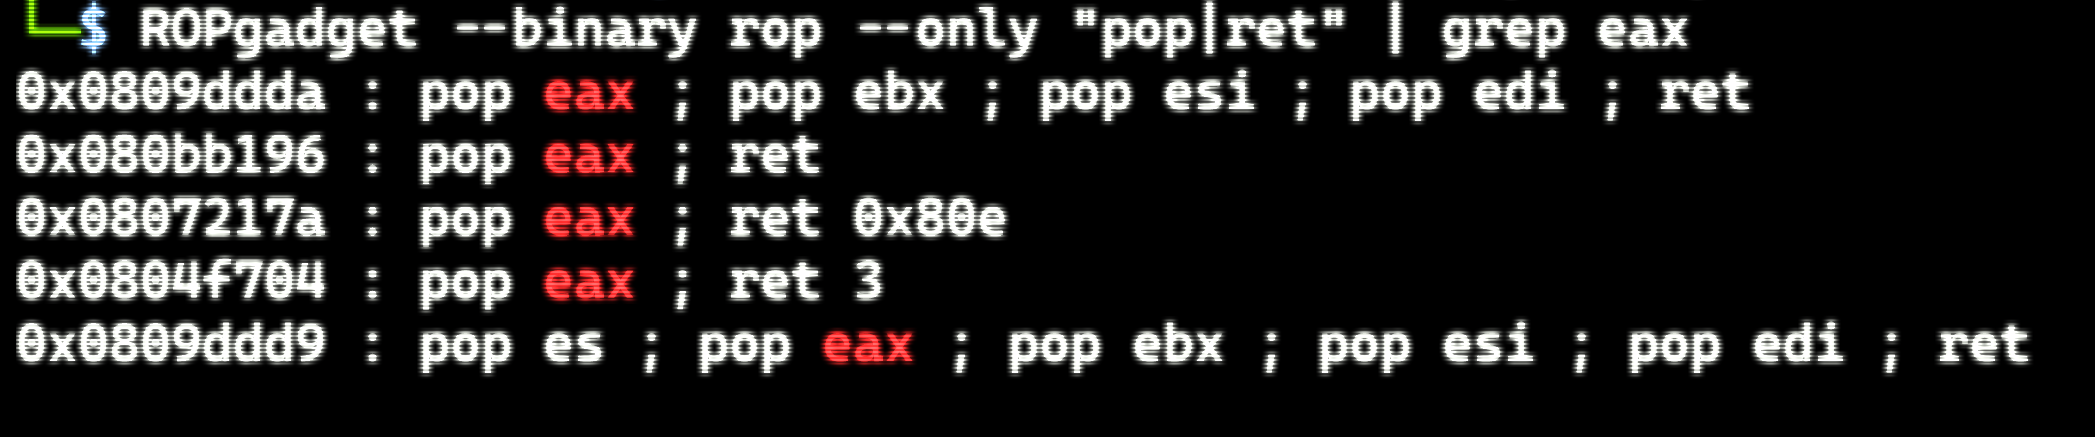 └─$ ROPgadget --binary rop --only "pop|ret" | grep eax
0x0809ddda : pop eax ; pop ebx ; pop esi ; pop edi ; ret
0x080bb196 : pop eax ; ret
0x0807217a : pop eax ; ret 0x80e
0x0804f704 : pop eax ; ret 3
0x0809ddd9 : pop es ; pop eax ; pop ebx ; pop esi ; pop edi ; ret